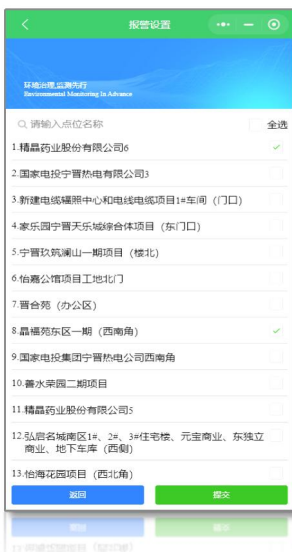 报警设置
环境治理,监测先行
Environmental Monitoring In Advance
请输入点位名称
全选
1.精晶药业股份有限公司6
2.国家电投宁晋热电有限公司3
3.新建电缆辐照中心和电线电缆项目1#车间（门口）
4.家乐园宁晋天乐城综合体项目（东门口）
5.宁晋玖筑澜山一期项目（楼北）
6.怡嘉公馆项目工地北门
7.晋合苑（办公区）
8.晶福苑东区一期（西南角）
9.国家电投集团宁晋热电公司西南角
10.善水荣园二期项目
11.精晶药业股份有限公司5
12.弘启名城南区1#、2#、3#住宅楼、元宝商业、东独立
商业、地下车库（西侧）
13.怡海花园项目（西北角）
返回
提交